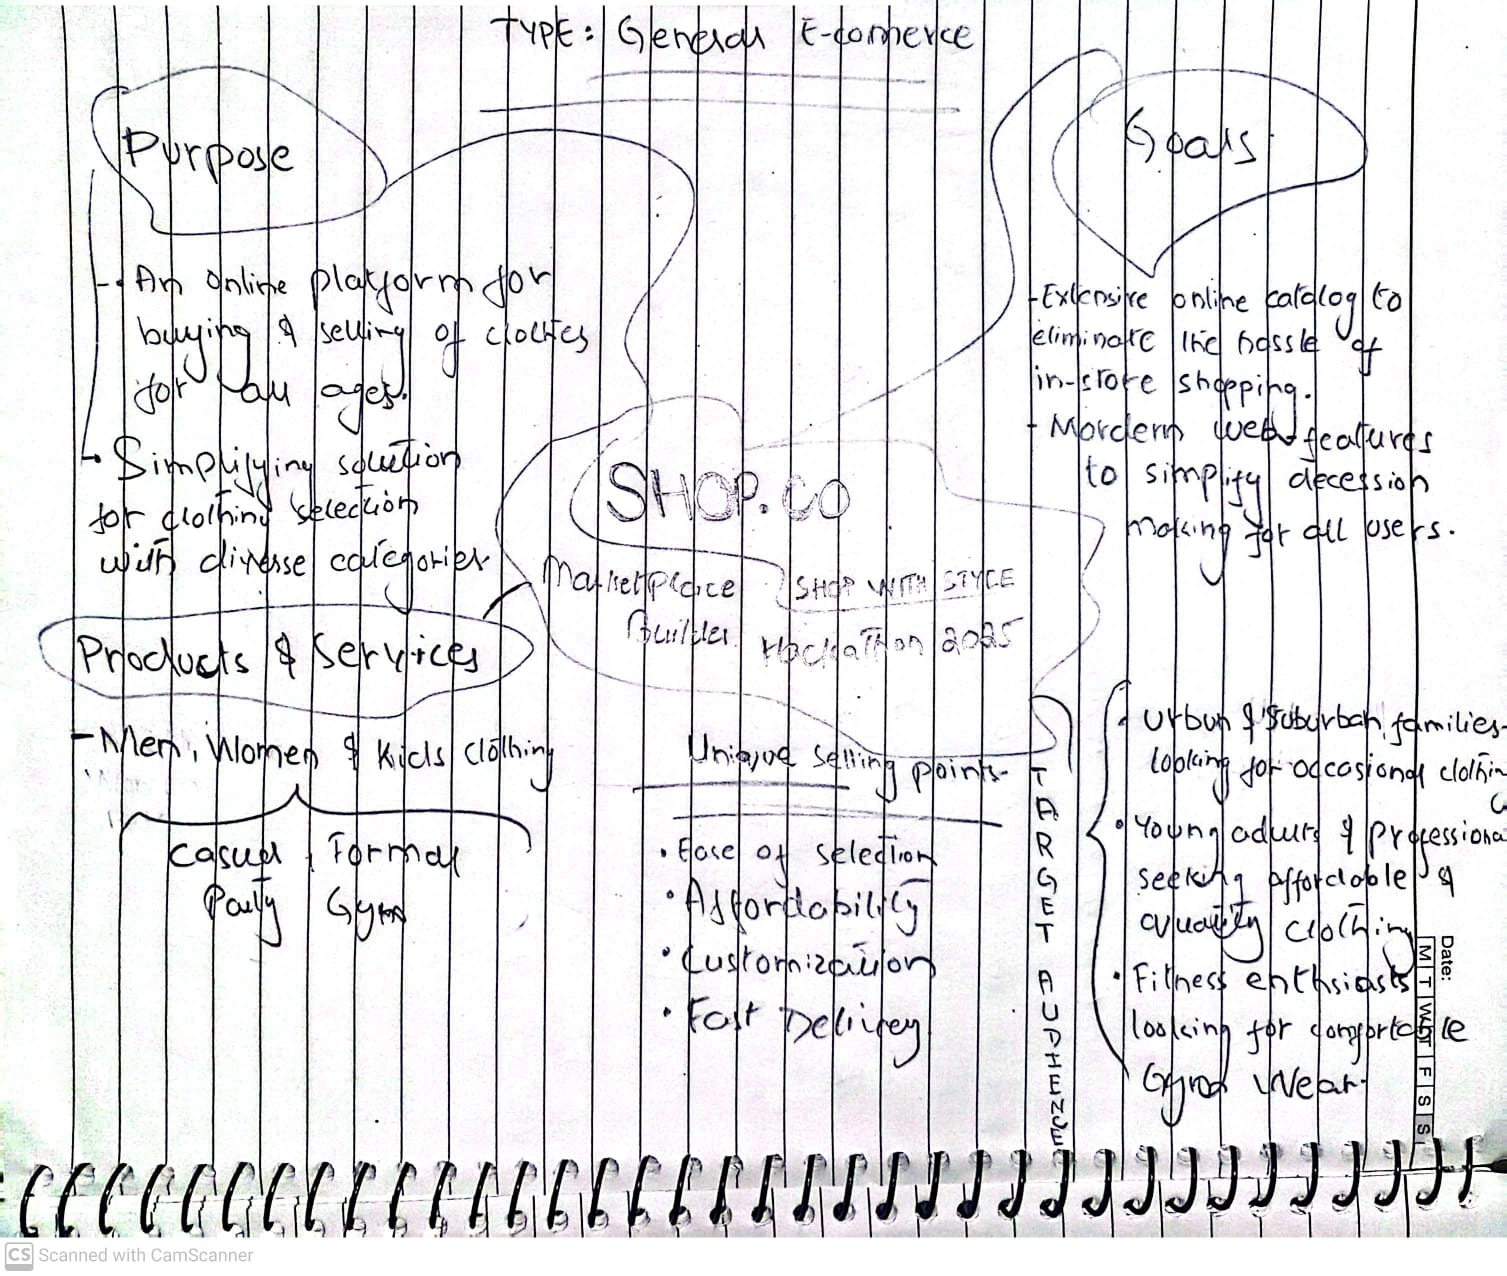 TYPE: General E-comerce
Purpose
- An online platform for
buying & selling of clothes
for all ages.
- Simplifying solution
for clothing selection
with diverse categories
Products & Services
- Men, Women & Kids clothing
Casual, Formal
Party Gym
SHOP.CO
SHOP WITH STYLE
Marketplace
Builder Hackathon 2025
Unique selling points
• Ease of selection
• Affordability
• Customization
• Fast Delivery
Goals
- Extensive online catalog to
eliminate the hassle of
in-store shopping.
- Mordern web features
to simplify decession
making for all users.
TARGET AUDIENCE
• Urban & suburban families
looking for occasional
• Young adults &
seeking affordable &
quality clothing
• Fitness enthsiasts
looking for comfortable
Wear
Date:
M T W T F S S
CS Scanned with CamScanner